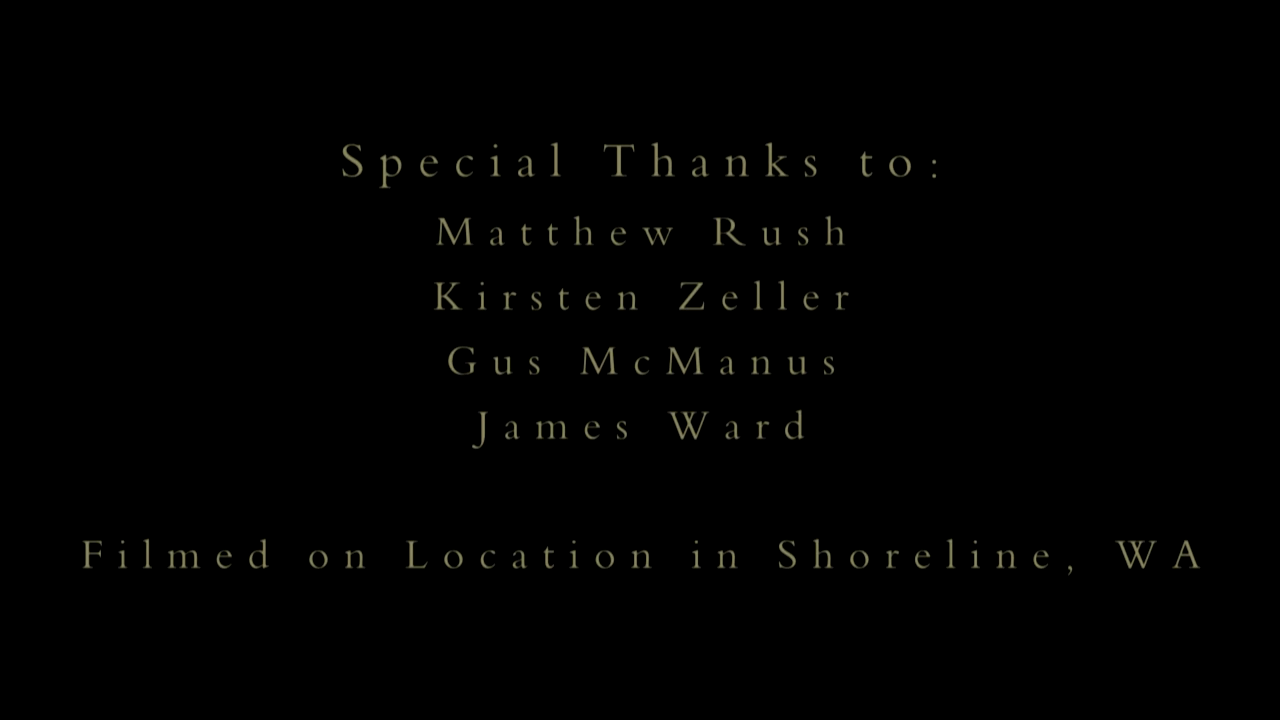 Special Thanks to:
Matthew Rush
Kirsten Zeller
Gus McManus
James Ward
Filmed on Location in Shoreline, WA